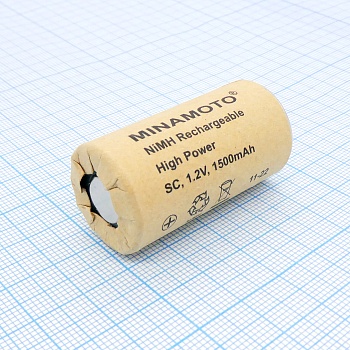 MINAMOTO®
NiMH Rechargeable
High Power
SC, 1.2V, 1500mAh
11-22